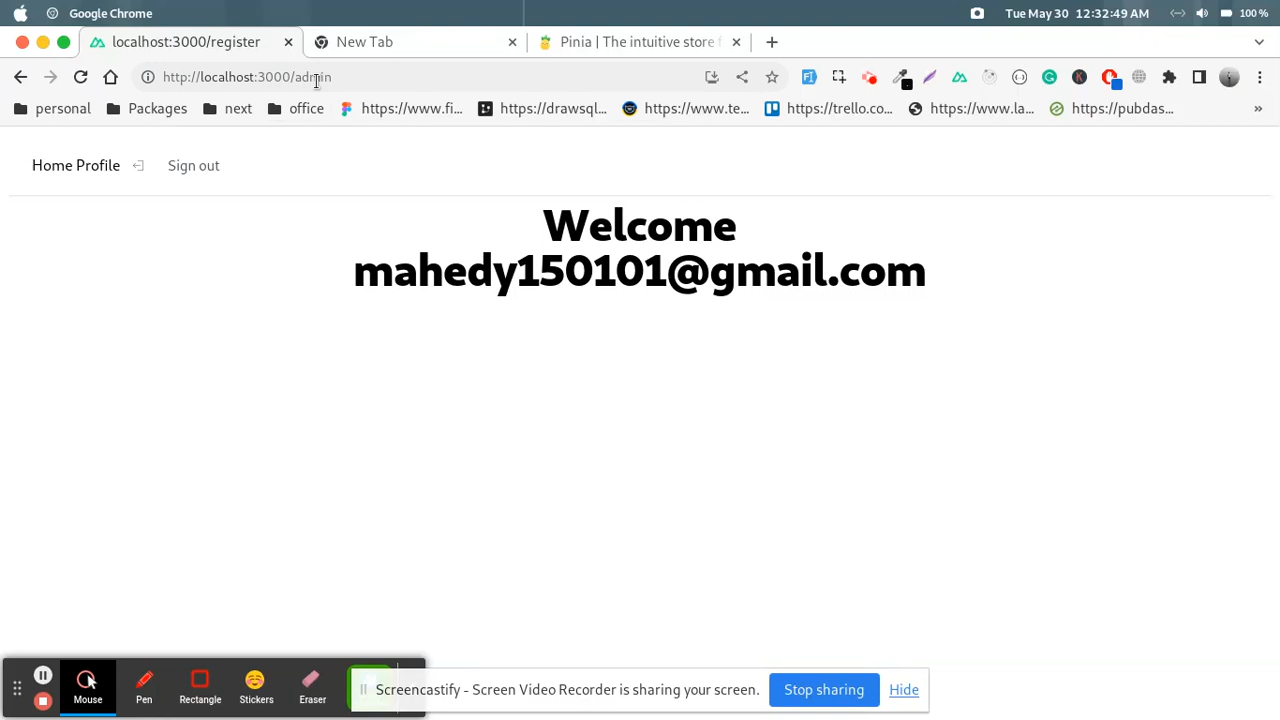 Google Chrome
Tue May 30 12:32:49 AM
100 %
localhost:3000/register
New Tab
Pinia | The intuitive store f
http://localhost:3000/admin
personal
Packages
next
office
https://www.fi...
https://drawsql...
https://www.te...
https://trello.co...
https://www.la...
https://pubdas...
»
Home Profile
Sign out
Welcome
mahedy150101@gmail.com
Mouse
Pen
Rectangle
Stickers
Eraser
Screencastify - Screen Video Recorder is sharing your screen.
Stop sharing
Hide